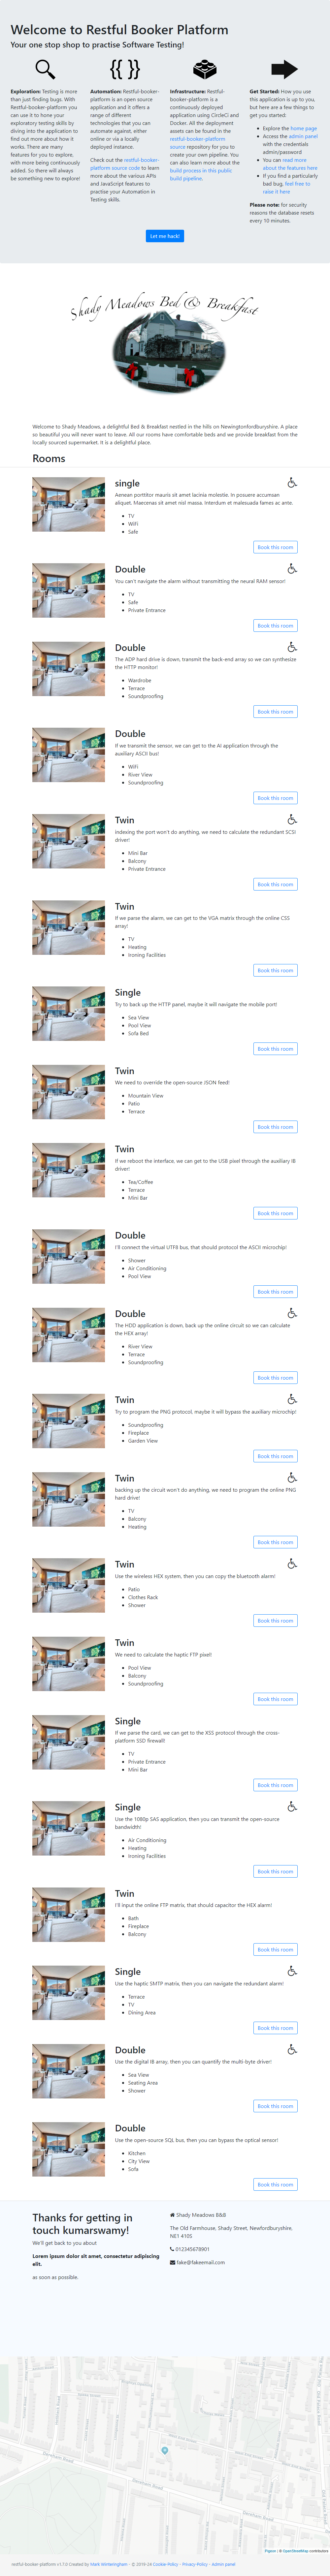 Welcome to Restful Booker Platform
Your one stop shop to practise Software Testing!
Exploration: Testing is more
than just finding bugs. With
Restful-booker-platform you
can use it to hone your
exploratory testing skills by
diving into the application to
find out more about how it
works. There are many
features for you to explore,
with more being continuously
added. So there will always
be something new to explore!
Automation: Restful-booker-
platform is an open source
application and it offers a
range of different
technologies that you can
automate against, either
online or via a locally
deployed instance.
Check out the restful-booker-
platform source code to learn
more about the various APIs
and JavaScript features to
practise your Automation in
Testing skills.
Infrastructure: Restful-
booker-platform is a
continuously deployed
application using CircleCi and
Docker. All the deployment
assets can be found in the
restful-booker-platform
source repository for you to
create your own pipeline. You
can also learn more about the
build process in this public
build pipeline.
Get Started: How you use
this application is up to you,
but here are a few things to
get you started:
Explore the home page
Access the admin panel
with the credentials
admin/password
You can read more
about the features here
If you find a particularly
bad bug, feel free to
raise it here
Please note: for security
reasons the database resets
every 10 minutes.
Let me hack!
Shady Meadows Bed & Breakfast
Welcome to Shady Meadows, a delightful Bed & Breakfast nestled in the hills on Newingtonfordburyshire. A place
so beautiful you will never want to leave. All our rooms have comfortable beds and we provide breakfast from the
locally sourced supermarket. It is a delightful place.
Rooms
single
Aenean porttitor mauris sit amet lacinia molestie. In posuere accumsan
aliquet. Maecenas sit amet nisl massa. Interdum et malesuada fames ac ante.
TV
WiFi
Safe
Book this room
Double
You can't navigate the alarm without transmitting the neural RAM sensor!
TV
Safe
Private Entrance
Book this room
Double
The ADP hard drive is down, transmit the back-end array so we can synthesize
the HTTP monitor!
Wardrobe
Terrace
Soundproofing
Book this room
Double
If we transmit the sensor, we can get to the AI application through the
auxiliary ASCII bus!
WiFi
River View
Soundproofing
Book this room
Twin
indexing the port won't do anything, we need to calculate the redundant SCSI
driver!
Mini Bar
Balcony
Private Entrance
Book this room
Twin
If we parse the alarm, we can get to the VGA matrix through the online CSS
array!
TV
Heating
Ironing Facilities
Book this room
Single
Try to back up the HTTP panel, maybe it will navigate the mobile port!
Sea View
Pool View
Sofa Bed
Book this room
Twin
We need to override the open-source JSON feed!
Mountain View
Patio
Terrace
Book this room
Twin
If we reboot the interface, we can get to the USB pixel through the auxiliary IB
driver!
Tea/Coffee
Terrace
Mini Bar
Book this room
Double
I'll connect the virtual UTF8 bus, that should protocol the ASCII microchip!
Shower
Air Conditioning
Pool View
Book this room
Double
The HDD application is down, back up the online circuit so we can calculate
the HEX array!
River View
Terrace
Soundproofing
Book this room
Twin
Try to program the PNG protocol, maybe it will bypass the auxiliary microchip!
Soundproofing
Fireplace
Garden View
Book this room
Twin
backing up the circuit won't do anything, we need to program the online PNG
hard drive!
TV
Balcony
Heating
Book this room
Twin
Use the wireless HEX system, then you can copy the bluetooth alarm!
Patio
Clothes Rack
Shower
Book this room
Twin
We need to calculate the haptic FTP pixel!
Pool View
Balcony
Soundproofing
Book this room
Single
If we parse the card, we can get to the XSS protocol through the cross-
platform SSD firewall!
TV
Private Entrance
Mini Bar
Book this room
Single
Use the 1080p SAS application, then you can transmit the open-source
bandwidth!
Air Conditioning
Heating
Ironing Facilities
Book this room
Twin
I'll input the online FTP matrix, that should capacitor the HEX alarm!
Bath
Fireplace
Balcony
Book this room
Single
Use the haptic SMTP matrix, then you can navigate the redundant alarm!
Terrace
TV
Dining Area
Book this room
Double
Use the digital IB array, then you can quantify the multi-byte driver!
Sea View
Seating Area
Shower
Book this room
Double
Use the open-source SQL bus, then you can bypass the optical sensor!
Kitchen
City View
Sofa
Book this room
Thanks for getting in
touch kumarswamy!
We'll get back to you about
Lorem ipsum dolor sit amet, consectetur adipiscing
elit.
as soon as possible.
Shady Meadows B&B
The Old Farmhouse, Shady Street, Newfordburyshire,
NE1 410S
012345678901
fake@fakeemail.com
Pigeon | © OpenStreetMap contributors
restful-booker-platform v1.7.0 Created by Mark Winteringham - © 2019-24 Cookie-Policy - Privacy-Policy - Admin panel